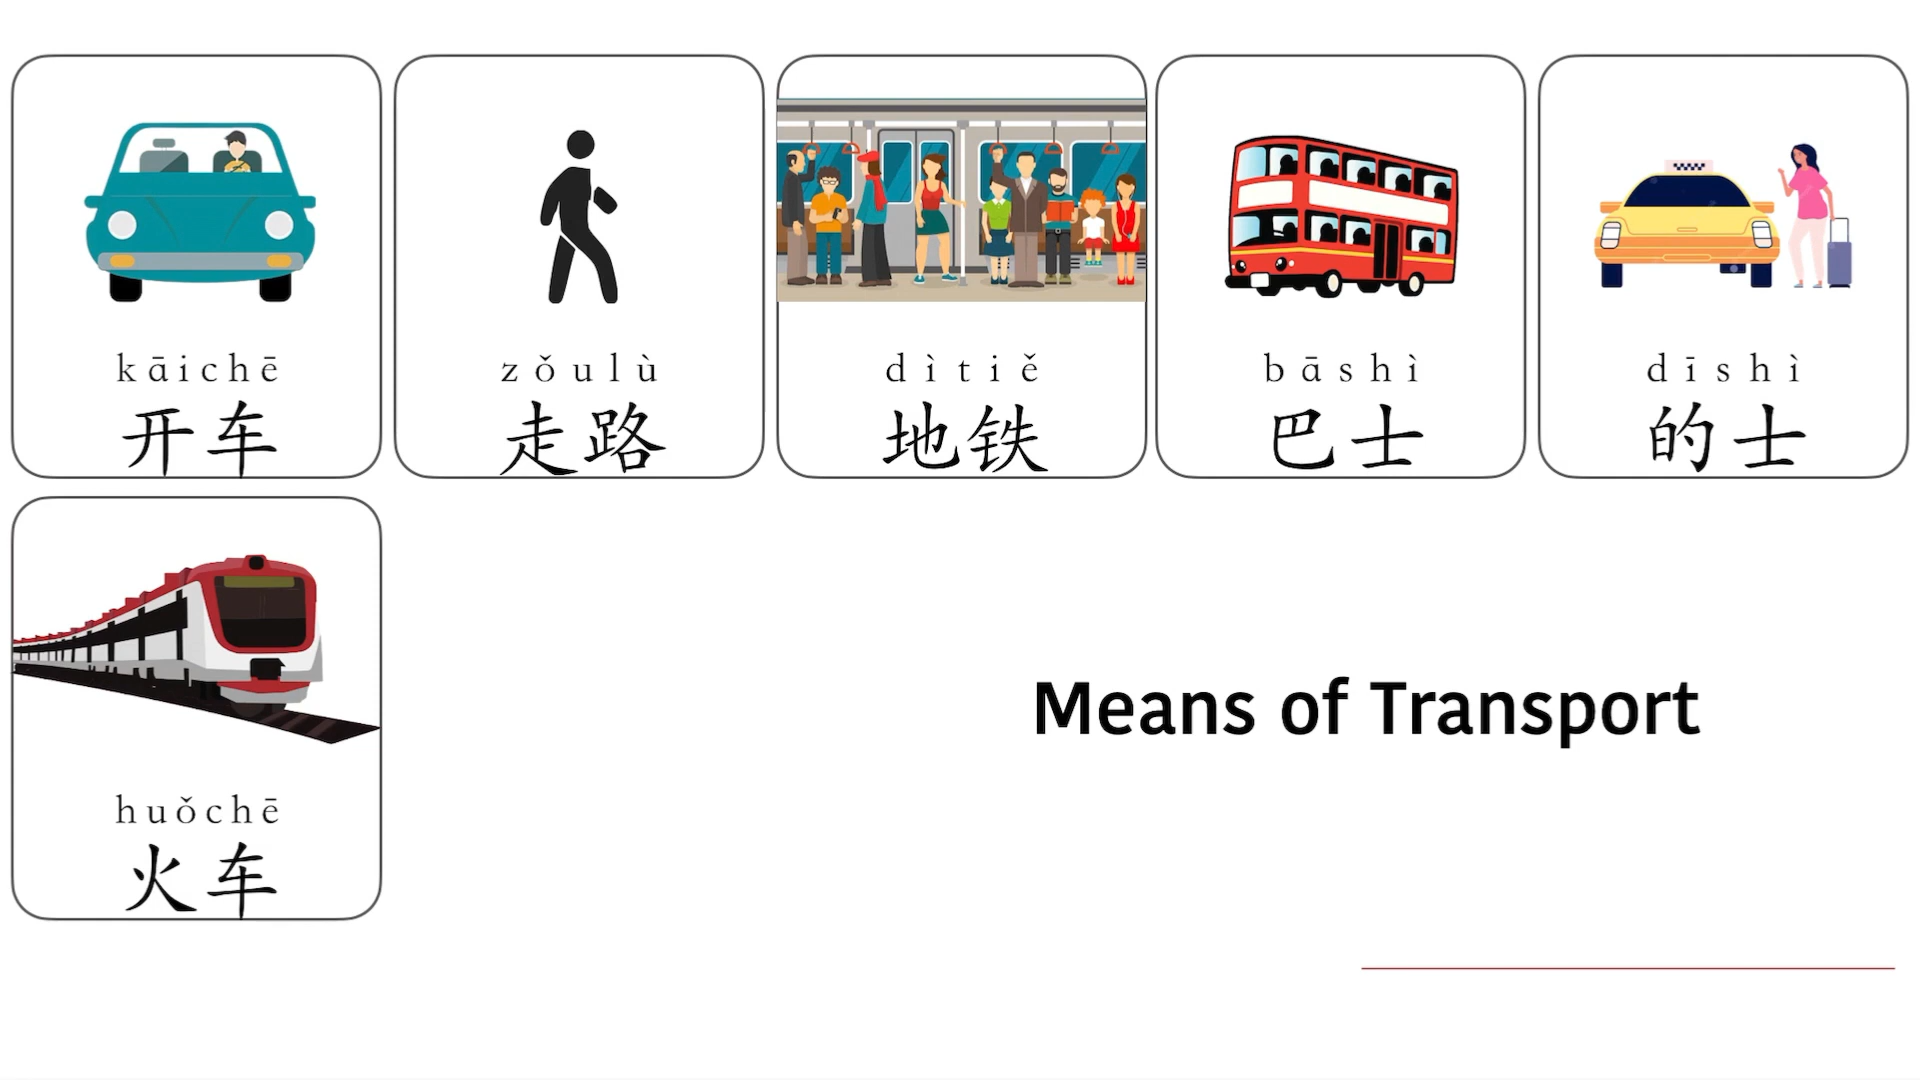 kāichē
开车
zǒulù
走路
dìtiě
地铁
bāshì
巴士
dīshì
的士
huǒchē
火车
Means of Transport